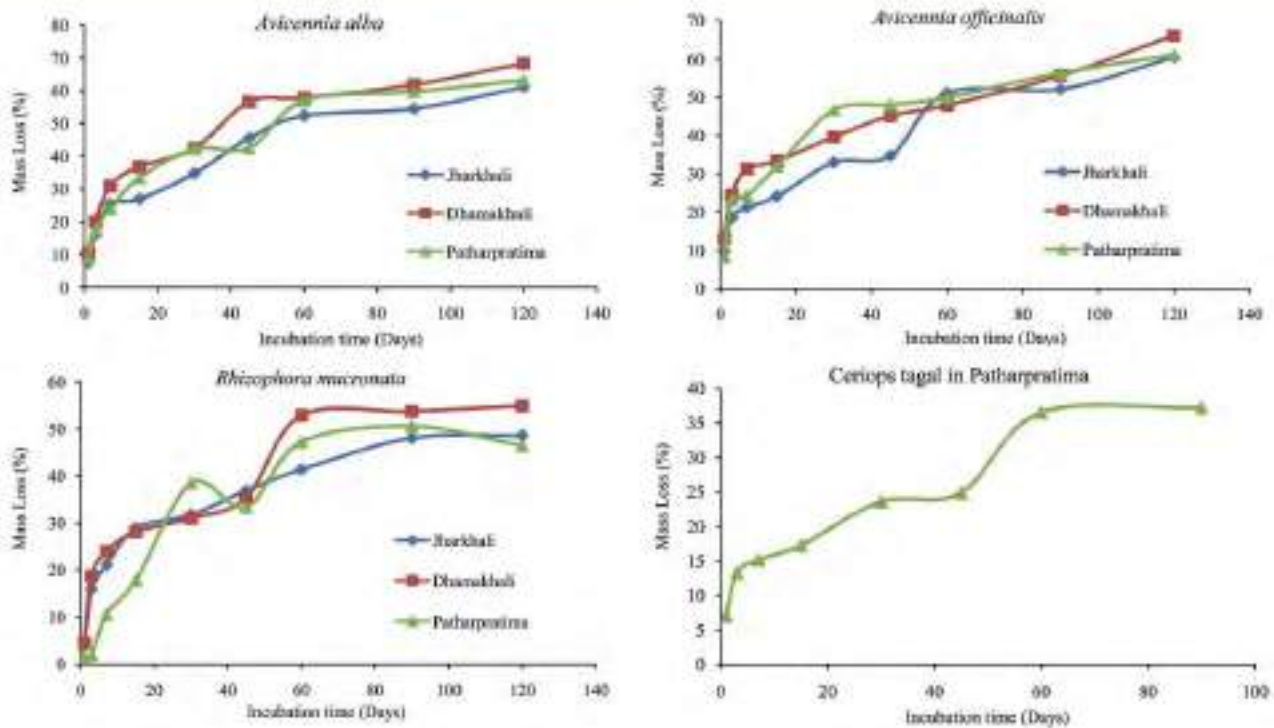 Avicennia alba
80
70
60
50
40
30
20
10
0
Mass Loss (%)
Jharkhali
Dhamakhali
Patharpratima
0 20 40 60 80 100 120 140
Incubation time (Days)
Avicennia officinalis
70
60
50
40
30
20
10
0
Mass Loss (%)
Jharkhali
Dhamakhali
Patharpratima
0 20 40 60 80 100 120 140
Incubation time (Days)
Rhizophora mucronata
60
50
40
30
20
10
0
Mass Loss (%)
Jharkhali
Dhamakhali
Patharpratima
0 20 40 60 80 100 120 140
Incubation time (Days)
Ceriops tagal in Patharpratima
40
35
30
25
20
15
10
5
0
Mass Loss (%)
0 20 40 60 80 100
Incubation time (Days)